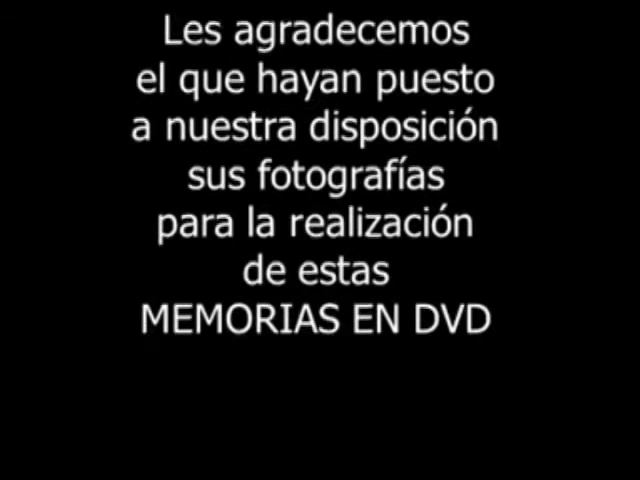 Les agradecemos
el que hayan puesto
a nuestra disposición
sus fotografías
para la realización
de estas
MEMORIAS EN DVD